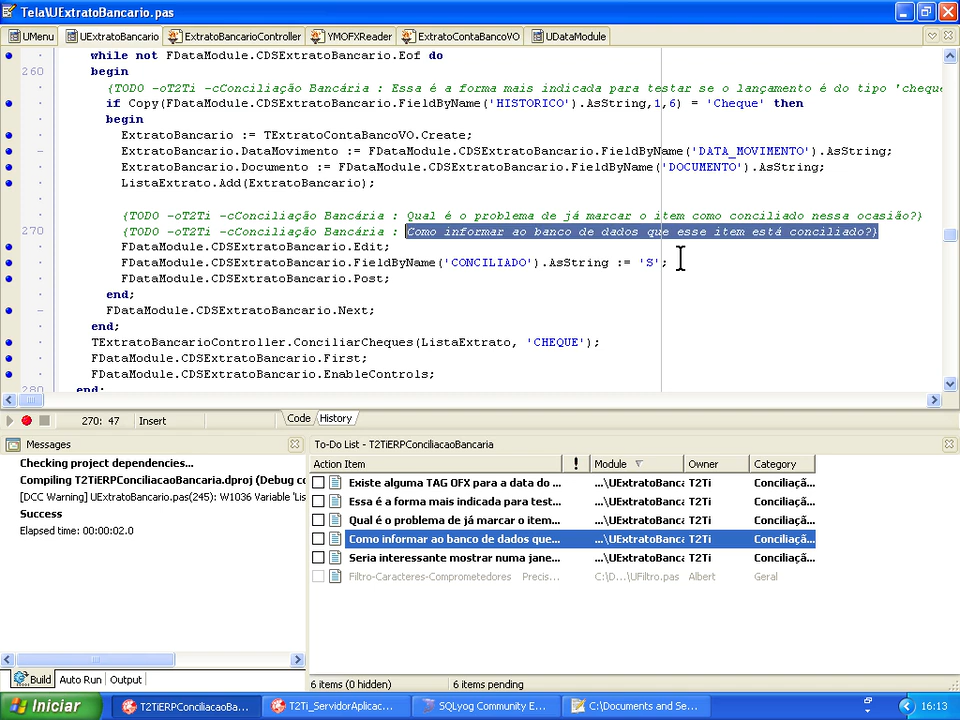 Tela\UExtratoBancario.pas
UMenu UExtratoBancario ExtratoBancarioController YMOFXReader ExtratoContaBancoVO UDataModule
while not FDataModule.CDSExtratoBancario.Eof do
260 begin
{TODO -oT2Ti -cConciliação Bancária : Essa é a forma mais indicada para testar se o lançamento é do tipo 'cheque
if Copy(FDataModule.CDSExtratoBancario.FieldByName('HISTORICO').AsString,1,6) = 'Cheque' then
begin
ExtratoBancario := TExtratoContaBancoVO.Create;
ExtratoBancario.DataMovimento := FDataModule.CDSExtratoBancario.FieldByName('DATA_MOVIMENTO').AsString;
ExtratoBancario.Documento := FDataModule.CDSExtratoBancario.FieldByName('DOCUMENTO').AsString;
ListaExtrato.Add(ExtratoBancario);
{TODO -oT2Ti -cConciliação Bancária : Qual é o problema de já marcar o item como conciliado nessa ocasião?}
270 {TODO -oT2Ti -cConciliação Bancária : Como informar ao banco de dados que esse item está conciliado?}
FDataModule.CDSExtratoBancario.Edit;
FDataModule.CDSExtratoBancario.FieldByName('CONCILIADO').AsString := 'S';
FDataModule.CDSExtratoBancario.Post;
end;
FDataModule.CDSExtratoBancario.Next;
end;
TExtratoBancarioController.ConciliarCheques(ListaExtrato, 'CHEQUE');
FDataModule.CDSExtratoBancario.First;
FDataModule.CDSExtratoBancario.EnableControls;
280 end;
270: 47 Insert Code History
Messages
Checking project dependencies...
Compiling T2TiERPConciliacaoBancaria.dproj (Debug co
[DCC Warning] UExtratoBancario.pas(245): W1036 Variable 'Lis
Success
Elapsed time: 00:00:02.0
Build Auto Run Output
To-Do List - T2TiERPConciliacaoBancaria
Action Item ! Module Owner Category
Existe alguma TAG OFX para a data do ... ...\UExtratoBanca T2Ti Conciliaçã...
Essa é a forma mais indicada para test... ...\UExtratoBanca T2Ti Conciliaçã...
Qual é o problema de já marcar o item... ...\UExtratoBanca T2Ti Conciliaçã...
Como informar ao banco de dados que... ...\UExtratoBanca T2Ti Conciliaçã...
Seria interessante mostrar numa jane... ...\UExtratoBanca T2Ti Conciliaçã...
Filtro-Caracteres-Comprometedores Precis... C:\D...\UFiltro.pas Albert Geral
6 items (0 hidden) 6 items pending
Iniciar T2TiERPConciliacaoBa... T2Ti_ServidorAplicac... SQLyog Community E... C:\Documents and Se... 16:13